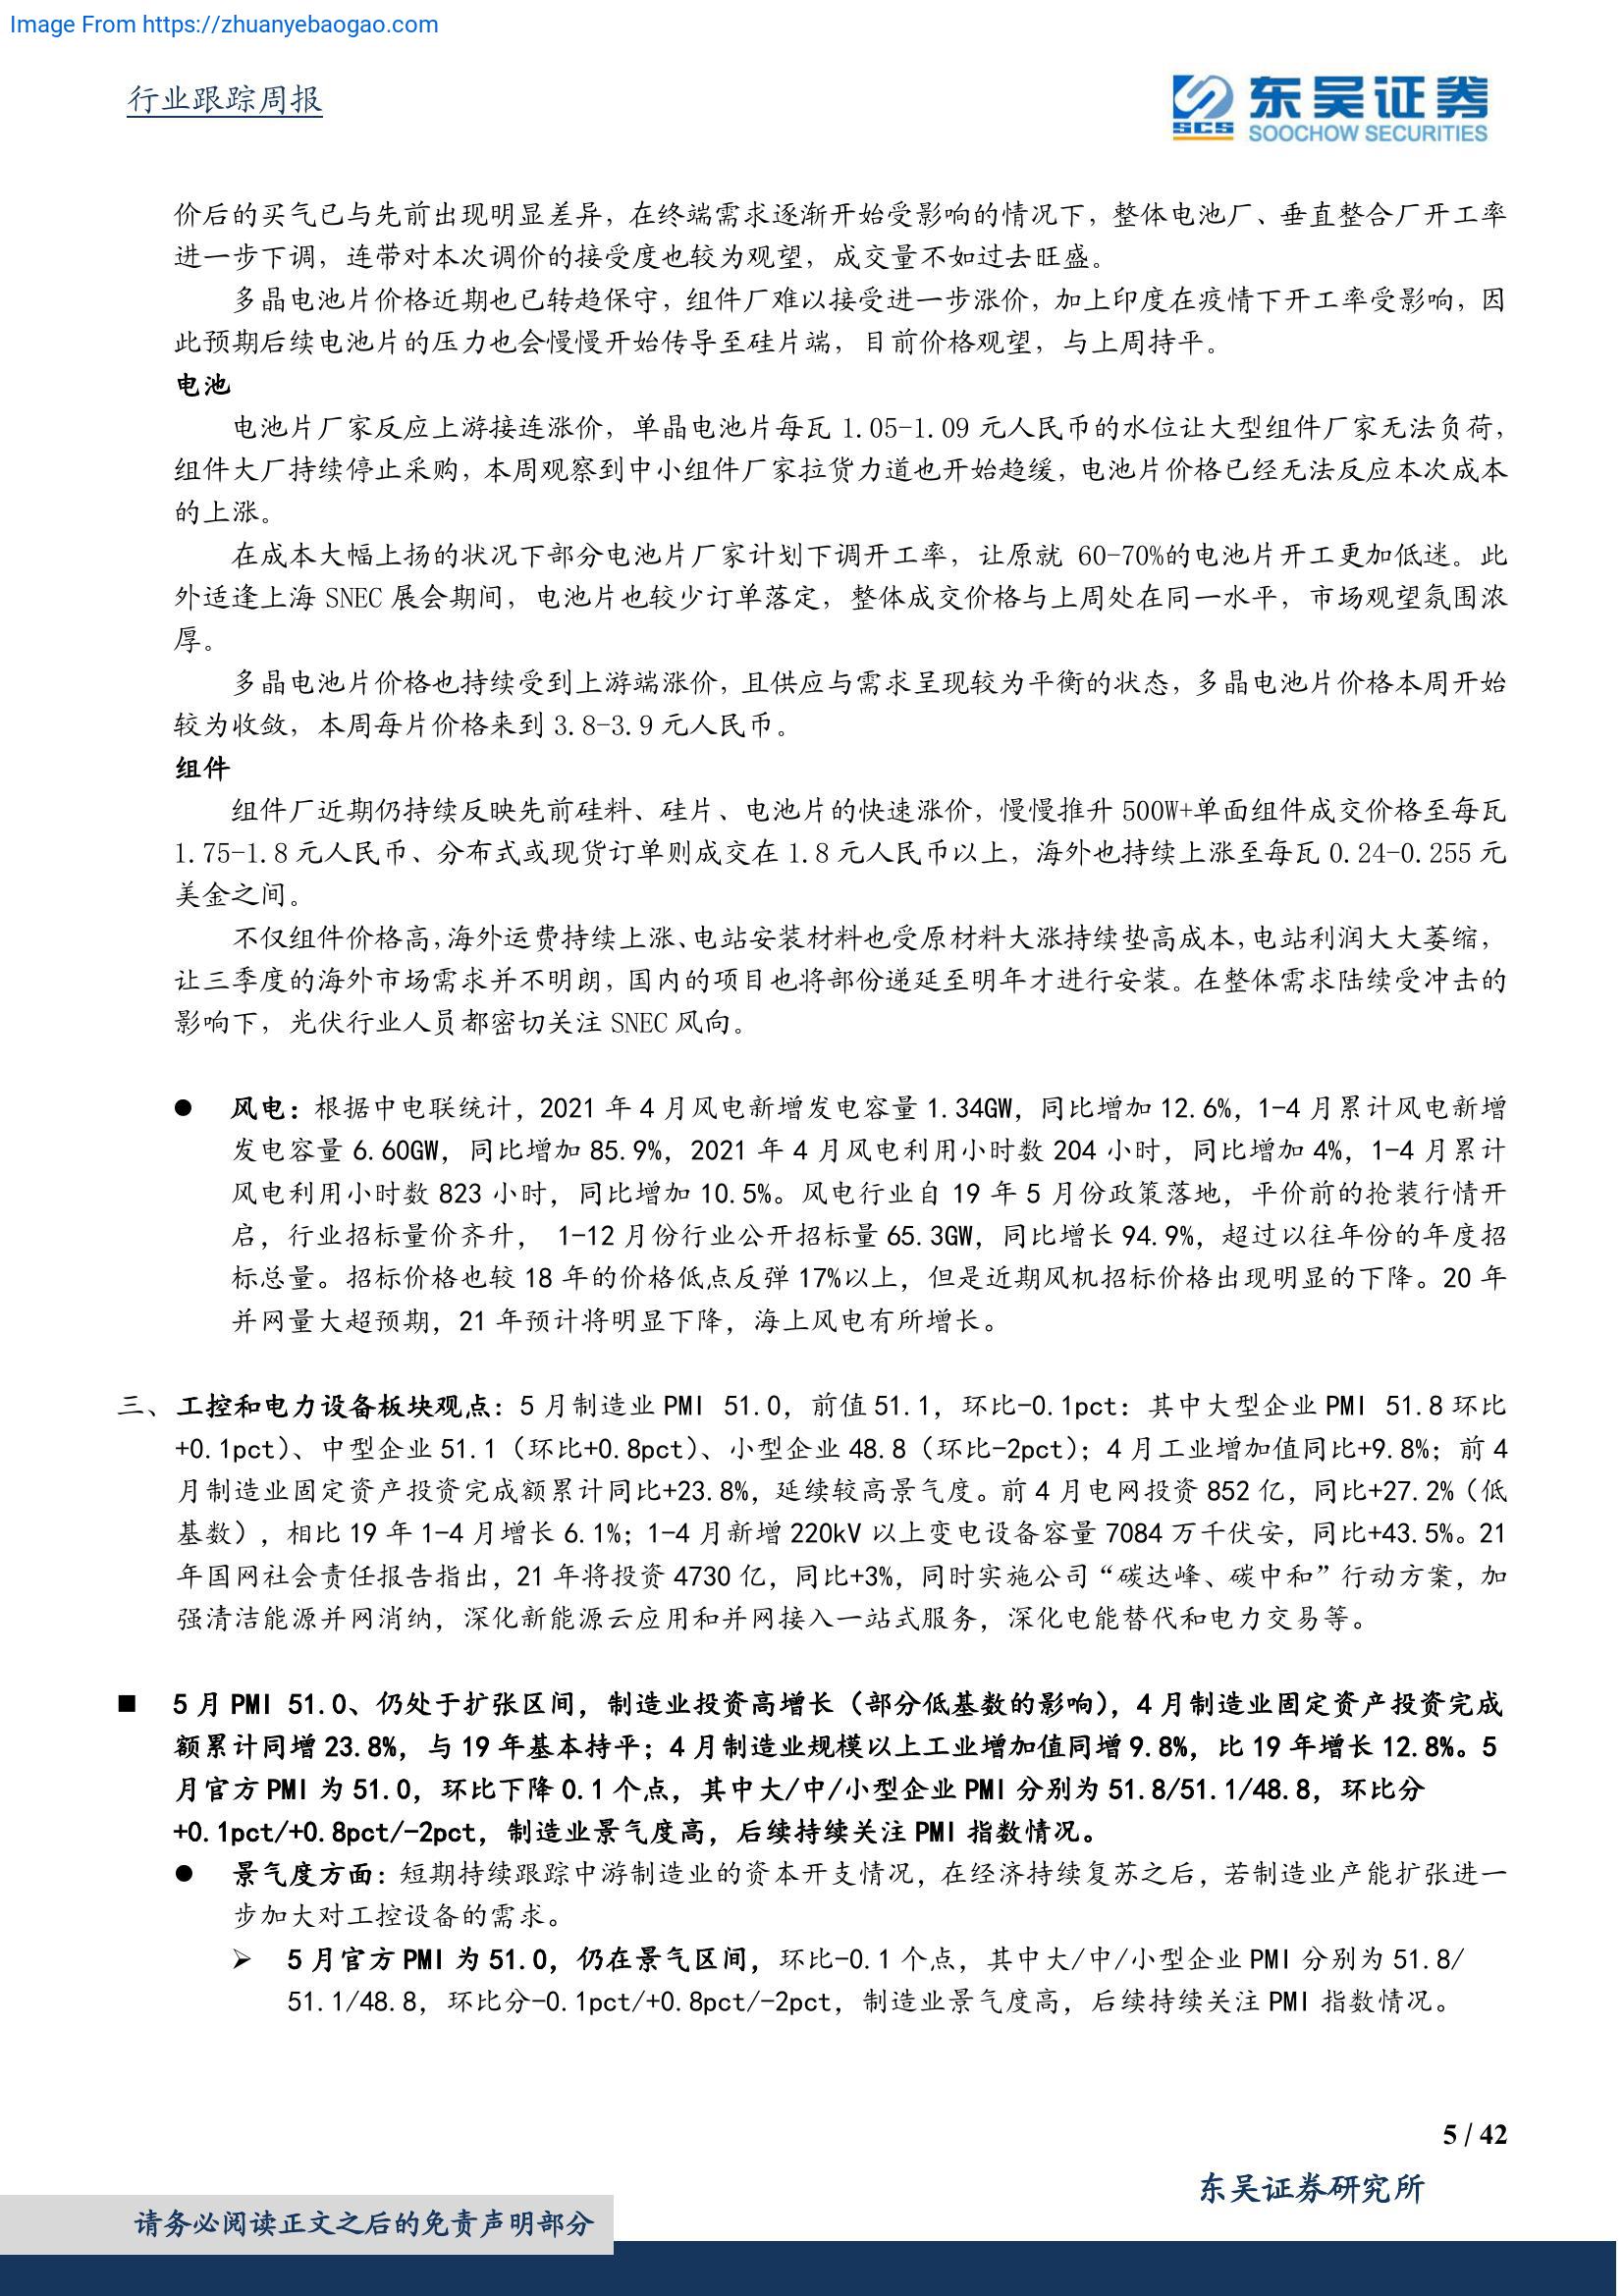 Image From https://zhuanyebaogao.com
行业跟踪周报
东吴证券
SCS
SOOCHOW SECURITIES
价后的买气已与先前出现明显差异，在终端需求逐渐开始受影响的情况下，整体电池厂、垂直整合厂开工率
进一步下调，连带对本次调价的接受度也较为观望，成交量不如过去旺盛。
多晶电池片价格近期也已转趋保守，组件厂难以接受进一步涨价，加上印度在疫情下开工率受影响，因
此预期后续电池片的压力也会慢慢开始传导至硅片端，目前价格观望，与上周持平。
电池
电池片厂家反应上游接连涨价，单晶电池片每瓦 1.05-1.09 元人民币的水位让大型组件厂家无法负荷，
组件大厂持续停止采购，本周观察到中小组件厂家拉货力道也开始趋缓，电池片价格已经无法反应本次成本
的上涨。
在成本大幅上扬的状况下部分电池片厂家计划下调开工率，让原就 60-70%的电池片开工更加低迷。此
外适逢上海 SNEC 展会期间，电池片也较少订单落定，整体成交价格与上周处在同一水平，市场观望氛围浓
厚。
多晶电池片价格也持续受到上游端涨价，且供应与需求呈现较为平衡的状态，多晶电池片价格本周开始
较为收敛，本周每片价格来到 3.8-3.9 元人民币。
组件
组件厂近期仍持续反映先前硅料、硅片、电池片的快速涨价，慢慢推升 500W+单面组件成交价格至每瓦
1.75-1.8 元人民币、分布式或现货订单则成交在 1.8 元人民币以上，海外也持续上涨至每瓦 0.24-0.255 元
美金之间。
不仅组件价格高，海外运费持续上涨、电站安装材料也受原材料大涨持续垫高成本，电站利润大大萎缩，
让三季度的海外市场需求并不明朗，国内的项目也将部份递延至明年才进行安装。在整体需求陆续受冲击的
影响下，光伏行业人员都密切关注 SNEC 风向。
● 风电：根据中电联统计，2021 年 4 月风电新增发电容量 1.34GW，同比增加 12.6%，1-4 月累计风电新增
发电容量 6.60GW，同比增加 85.9%，2021 年 4 月风电利用小时数 204 小时，同比增加 4%，1-4 月累计
风电利用小时数 823 小时，同比增加 10.5%。风电行业自 19 年 5 月份政策落地，平价前的抢装行情开
启，行业招标量价齐升， 1-12 月份行业公开招标量 65.3GW，同比增长 94.9%，超过以往年份的年度招
标总量。招标价格也较 18 年的价格低点反弹 17%以上，但是近期风机招标价格出现明显的下降。20 年
并网量大超预期，21 年预计将明显下降，海上风电有所增长。
三、工控和电力设备板块观点：5 月制造业 PMI 51.0，前值 51.1，环比-0.1pct：其中大型企业 PMI 51.8 环比
+0.1pct)、中型企业 51.1（环比+0.8pct）、小型企业 48.8（环比-2pct）；4 月工业增加值同比+9.8%；前 4
月制造业固定资产投资完成额累计同比+23.8%，延续较高景气度。前 4 月电网投资 852 亿，同比+27.2%（低
基数），相比 19 年 1-4 月增长 6.1%；1-4 月新增 220kV 以上变电设备容量 7084 万千伏安，同比+43.5%。21
年国网社会责任报告指出，21 年将投资 4730 亿，同比+3%，同时实施公司“碳达峰、碳中和”行动方案，加
强清洁能源并网消纳，深化新能源云应用和并网接入一站式服务，深化电能替代和电力交易等。
■ 5 月 PMI 51.0、仍处于扩张区间，制造业投资高增长（部分低基数的影响），4 月制造业固定资产投资完成
额累计同增 23.8%，与 19 年基本持平；4 月制造业规模以上工业增加值同增 9.8%，比 19 年增长 12.8%。5
月官方 PMI 为 51.0，环比下降 0.1 个点，其中大/中/小型企业 PMI 分别为 51.8/51.1/48.8，环比分
+0.1pct/+0.8pct/-2pct，制造业景气度高，后续持续关注 PMI 指数情况。
● 景气度方面：短期持续跟踪中游制造业的资本开支情况，在经济持续复苏之后，若制造业产能扩张进一
步加大对工控设备的需求。
➢ 5 月官方 PMI 为 51.0，仍在景气区间，环比-0.1 个点，其中大/中/小型企业 PMI 分别为 51.8/
51.1/48.8，环比分-0.1pct/+0.8pct/-2pct，制造业景气度高，后续持续关注 PMI 指数情况。
5 / 42
东吴证券研究所
请务必阅读正文之后的免责声明部分